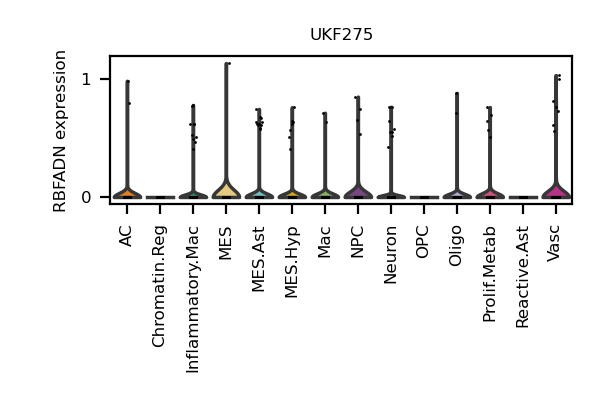 UKF275
RBFADN expression
1
0
AC
Chromatin.Reg
Inflammatory.Mac
MES
MES.Ast
MES.Hyp
Mac
NPC
Neuron
OPC
Oligo
Prolif.Metab
Reactive.Ast
Vasc